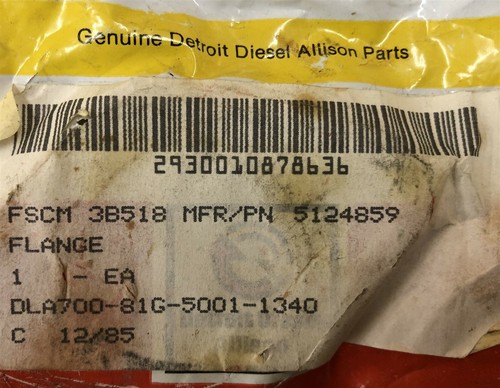 Genuine Detroit Diesel Allison Parts
2930010878636
FSCM 3B518 MFR/PN 5124859
FLANGE
1 - EA
DLA700-81G-5001-1340
C 12/85